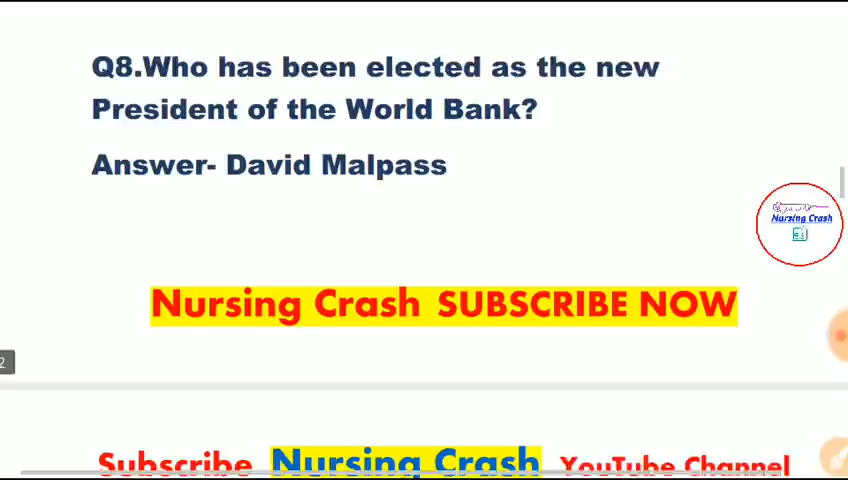 Q8.Who has been elected as the new
President of the World Bank?
Answer- David Malpass
Nursing Crash
Nursing Crash SUBSCRIBE NOW
2
Subscribe Nursing Crash YouTube Channel